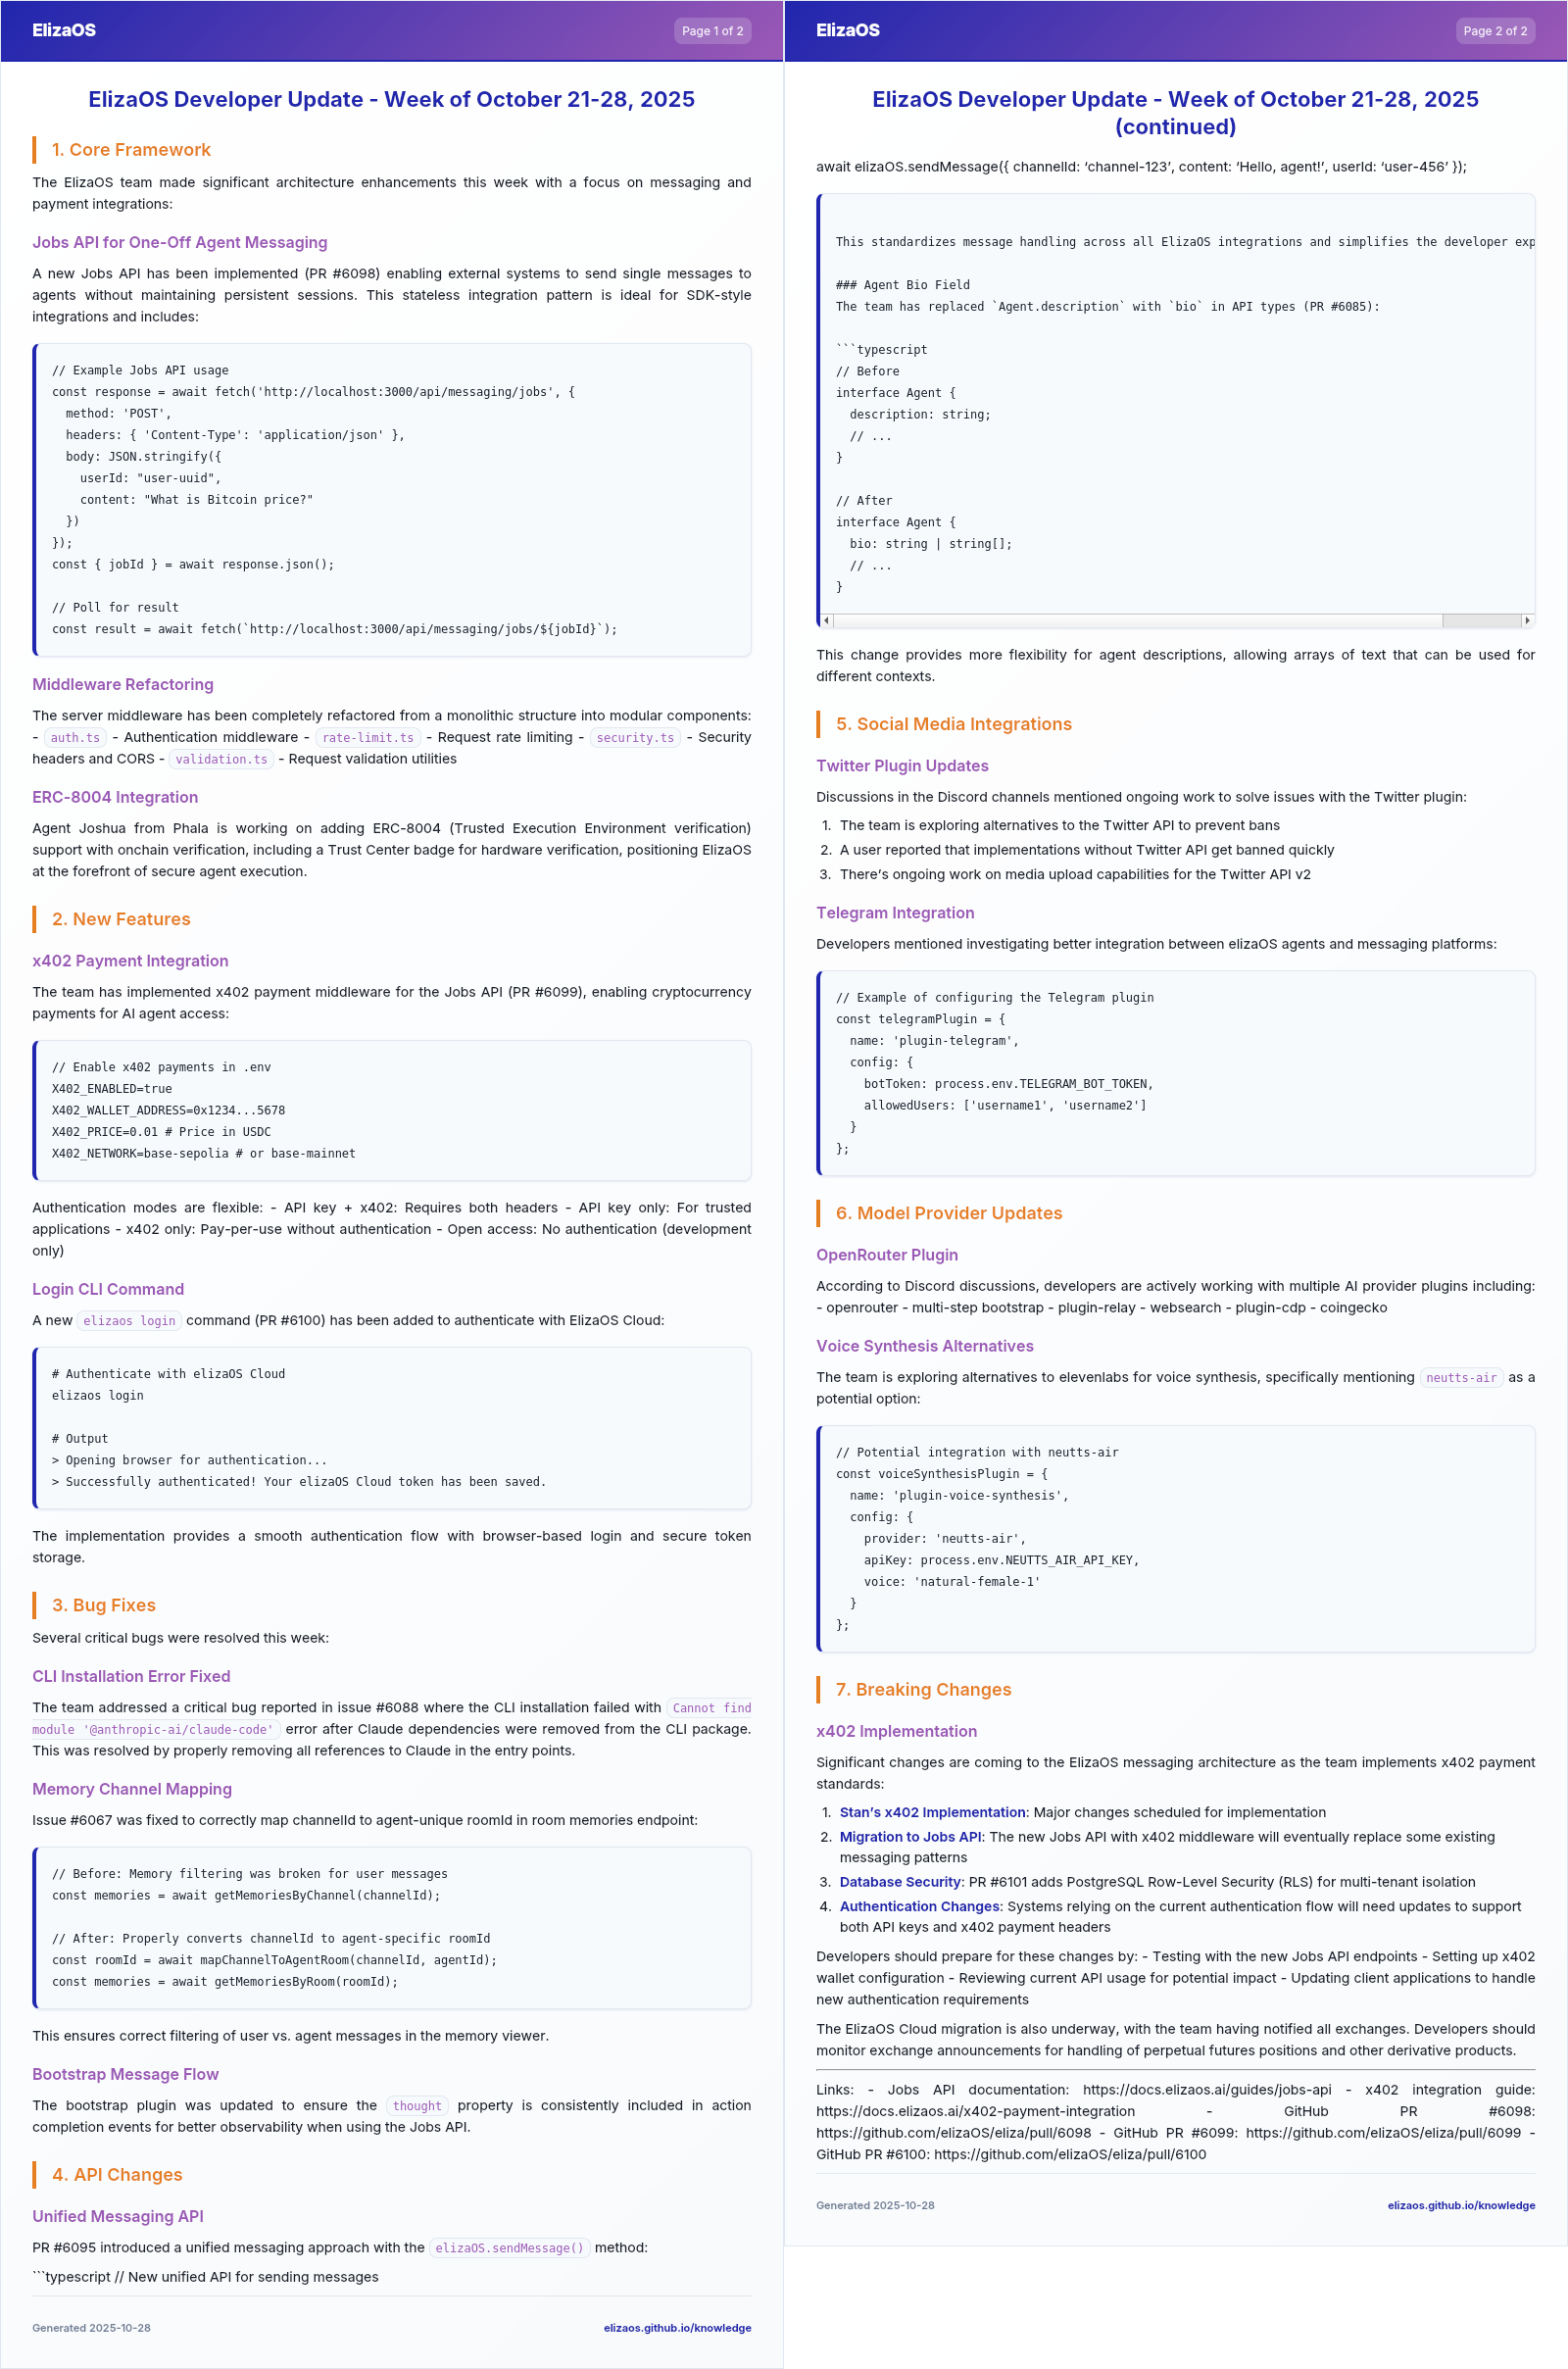 ElizaOS
Page 1 of 2
ElizaOS Developer Update - Week of October 21-28, 2025
1. Core Framework
The ElizaOS team made significant architecture enhancements this week with a focus on messaging and
payment integrations:
Jobs API for One-Off Agent Messaging
A new Jobs API has been implemented (PR #6098) enabling external systems to send single messages to
agents without maintaining persistent sessions. This stateless integration pattern is ideal for SDK-style
integrations and includes:
// Example Jobs API usage
const response = await fetch('http://localhost:3000/api/messaging/jobs', {
  method: 'POST',
  headers: { 'Content-Type': 'application/json' },
  body: JSON.stringify({
    userId: "user-uuid",
    content: "What is Bitcoin price?"
  })
});
const { jobId } = await response.json();
// Poll for result
const result = await fetch(`http://localhost:3000/api/messaging/jobs/${jobId}`);
Middleware Refactoring
The server middleware has been completely refactored from a monolithic structure into modular components:
- auth.ts - Authentication middleware - rate-limit.ts - Request rate limiting - security.ts - Security
headers and CORS - validation.ts - Request validation utilities
ERC-8004 Integration
Agent Joshua from Phala is working on adding ERC-8004 (Trusted Execution Environment verification)
support with onchain verification, including a Trust Center badge for hardware verification, positioning ElizaOS
at the forefront of secure agent execution.
2. New Features
x402 Payment Integration
The team has implemented x402 payment middleware for the Jobs API (PR #6099), enabling cryptocurrency
payments for AI agent access:
// Enable x402 payments in .env
X402_ENABLED=true
X402_WALLET_ADDRESS=0x1234...5678
X402_PRICE=0.01 # Price in USDC
X402_NETWORK=base-sepolia # or base-mainnet
Authentication modes are flexible: - API key + x402: Requires both headers - API key only: For trusted
applications - x402 only: Pay-per-use without authentication - Open access: No authentication (development
only)
Login CLI Command
A new elizaos login command (PR #6100) has been added to authenticate with ElizaOS Cloud:
# Authenticate with elizaOS Cloud
elizaos login
# Output
> Opening browser for authentication...
> Successfully authenticated! Your elizaOS Cloud token has been saved.
The implementation provides a smooth authentication flow with browser-based login and secure token
storage.
3. Bug Fixes
Several critical bugs were resolved this week:
CLI Installation Error Fixed
The team addressed a critical bug reported in issue #6088 where the CLI installation failed with Cannot find
module '@anthropic-ai/claude-code' error after Claude dependencies were removed from the CLI package.
This was resolved by properly removing all references to Claude in the entry points.
Memory Channel Mapping
Issue #6067 was fixed to correctly map channelId to agent-unique roomId in room memories endpoint:
// Before: Memory filtering was broken for user messages
const memories = await getMemoriesByChannel(channelId);
// After: Properly converts channelId to agent-specific roomId
const roomId = await mapChannelToAgentRoom(channelId, agentId);
const memories = await getMemoriesByRoom(roomId);
This ensures correct filtering of user vs. agent messages in the memory viewer.
Bootstrap Message Flow
The bootstrap plugin was updated to ensure the thought property is consistently included in action
completion events for better observability when using the Jobs API.
4. API Changes
Unified Messaging API
PR #6095 introduced a unified messaging approach with the elizaOS.sendMessage() method:
```typescript // New unified API for sending messages
Generated 2025-10-28
elizaos.github.io/knowledge
ElizaOS
Page 2 of 2
ElizaOS Developer Update - Week of October 21-28, 2025
(continued)
await elizaOS.sendMessage({ channelId: ‘channel-123’, content: ‘Hello, agent!’, userId: ‘user-456’ });
This standardizes message handling across all ElizaOS integrations and simplifies the developer exp
### Agent Bio Field
The team has replaced `Agent.description` with `bio` in API types (PR #6085):
```typescript
// Before
interface Agent {
  description: string;
  // ...
}
// After
interface Agent {
  bio: string | string[];
  // ...
}
This change provides more flexibility for agent descriptions, allowing arrays of text that can be used for
different contexts.
5. Social Media Integrations
Twitter Plugin Updates
Discussions in the Discord channels mentioned ongoing work to solve issues with the Twitter plugin:
1. The team is exploring alternatives to the Twitter API to prevent bans
2. A user reported that implementations without Twitter API get banned quickly
3. There’s ongoing work on media upload capabilities for the Twitter API v2
Telegram Integration
Developers mentioned investigating better integration between elizaOS agents and messaging platforms:
// Example of configuring the Telegram plugin
const telegramPlugin = {
  name: 'plugin-telegram',
  config: {
    botToken: process.env.TELEGRAM_BOT_TOKEN,
    allowedUsers: ['username1', 'username2']
  }
};
6. Model Provider Updates
OpenRouter Plugin
According to Discord discussions, developers are actively working with multiple AI provider plugins including:
- openrouter - multi-step bootstrap - plugin-relay - websearch - plugin-cdp - coingecko
Voice Synthesis Alternatives
The team is exploring alternatives to elevenlabs for voice synthesis, specifically mentioning neutts-air as a
potential option:
// Potential integration with neutts-air
const voiceSynthesisPlugin = {
  name: 'plugin-voice-synthesis',
  config: {
    provider: 'neutts-air',
    apiKey: process.env.NEUTTS_AIR_API_KEY,
    voice: 'natural-female-1'
  }
};
7. Breaking Changes
x402 Implementation
Significant changes are coming to the ElizaOS messaging architecture as the team implements x402 payment
standards:
1. Stan’s x402 Implementation: Major changes scheduled for implementation
2. Migration to Jobs API: The new Jobs API with x402 middleware will eventually replace some existing
messaging patterns
3. Database Security: PR #6101 adds PostgreSQL Row-Level Security (RLS) for multi-tenant isolation
4. Authentication Changes: Systems relying on the current authentication flow will need updates to support
both API keys and x402 payment headers
Developers should prepare for these changes by: - Testing with the new Jobs API endpoints - Setting up x402
wallet configuration - Reviewing current API usage for potential impact - Updating client applications to handle
new authentication requirements
The ElizaOS Cloud migration is also underway, with the team having notified all exchanges. Developers should
monitor exchange announcements for handling of perpetual futures positions and other derivative products.
Links: - Jobs API documentation: https://docs.elizaos.ai/guides/jobs-api - x402 integration guide:
https://docs.elizaos.ai/x402-payment-integration - GitHub PR #6098:
https://github.com/elizaOS/eliza/pull/6098 - GitHub PR #6099: https://github.com/elizaOS/eliza/pull/6099 -
GitHub PR #6100: https://github.com/elizaOS/eliza/pull/6100
Generated 2025-10-28
elizaos.github.io/knowledge